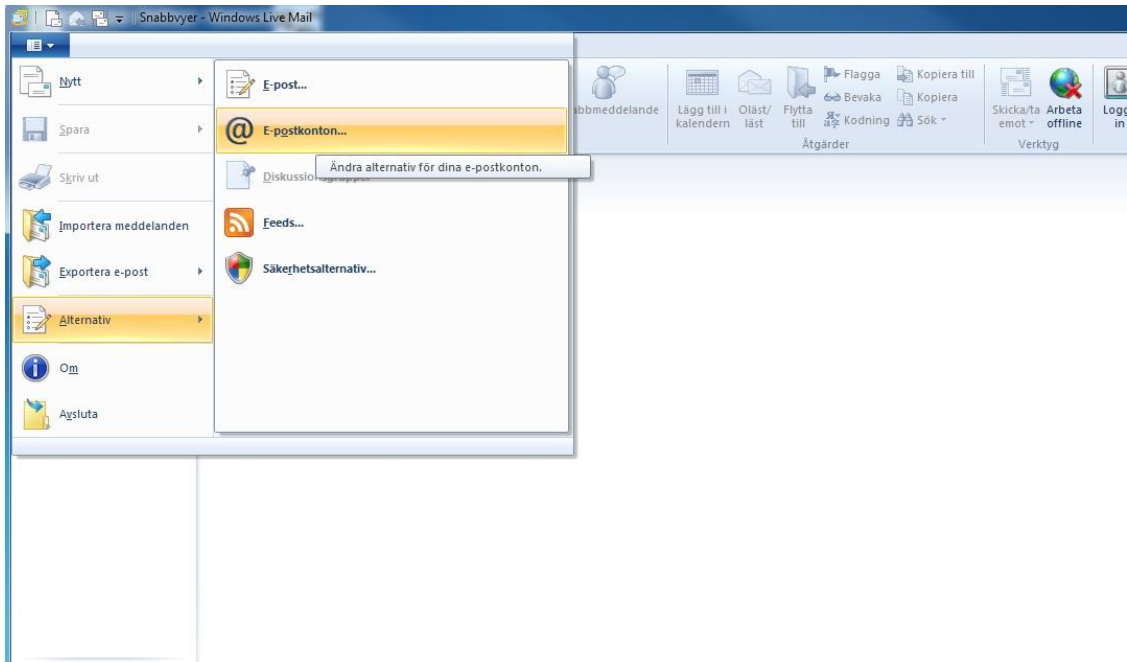 Snabbvyer - Windows Live Mail
Nytt
Spara
Skriv ut
Importera meddelanden
Exportera e-post
Alternativ
Om
Avsluta
E-post...
E-postkonton...
Ändra alternativ för dina e-postkonton.
Feeds...
Säkerhetsalternativ...
Lägg till i
kalendern
Oläst/
läst
Flytta
till
Flagga
Bevaka
Kodning
Kopiera till
Kopiera
Sök
Åtgärder
Skicka/ta
emot
Arbeta
offline
Verktyg
in